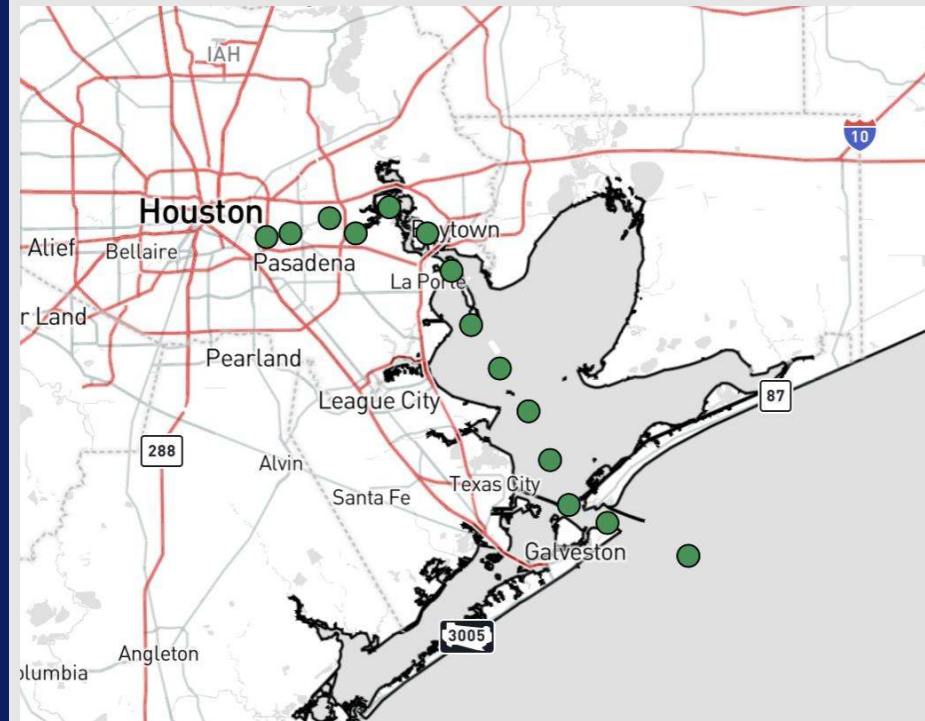 IAH
10
Houston
Baytown
Alief
Bellaire
Pasadena
La Porte
r Land
Pearland
87
League City
288
Alvin
Texas City
Santa Fe
Galveston
3005
Angleton
olumbia